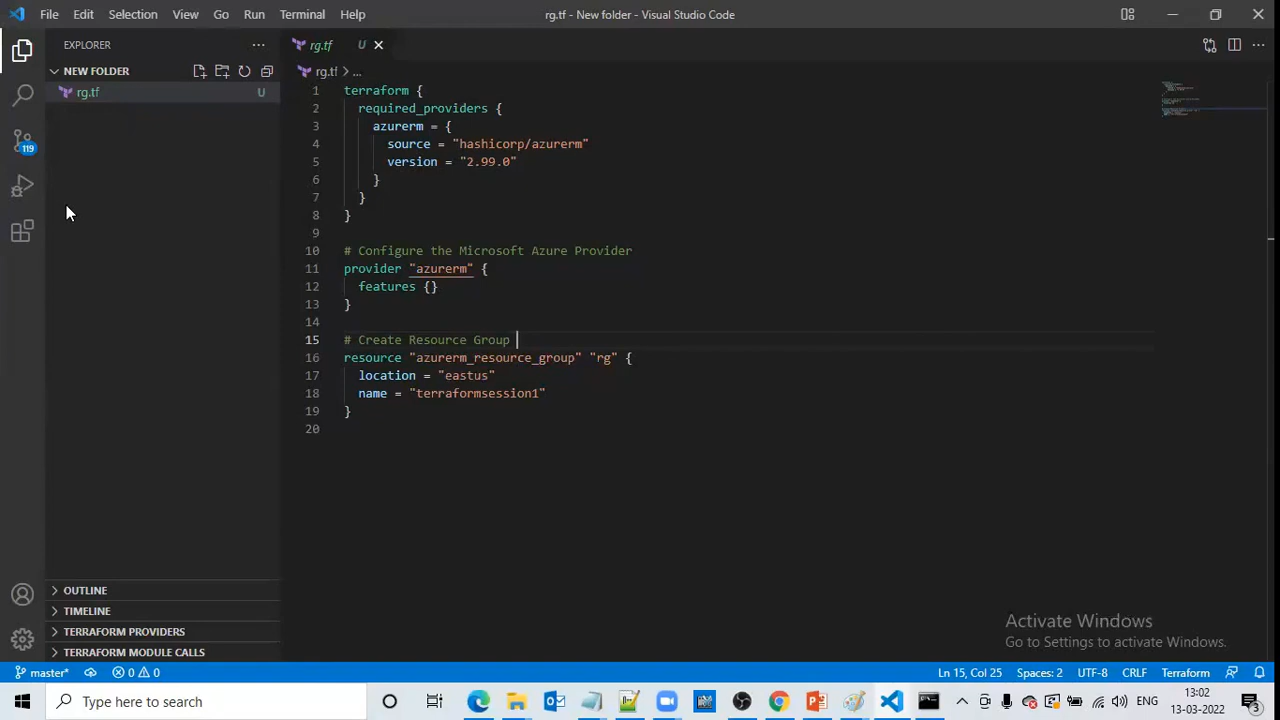 File Edit Selection View Go Run Terminal Help
rg.tf - New folder - Visual Studio Code
EXPLORER
NEW FOLDER
rg.tf U
119
OUTLINE
TIMELINE
TERRAFORM PROVIDERS
TERRAFORM MODULE CALLS
rg.tf U
rg.tf > ...
1 terraform {
2 required_providers {
3 azurerm = {
4 source = "hashicorp/azurerm"
5 version = "2.99.0"
6 }
7 }
8 }
9
10 # Configure the Microsoft Azure Provider
11 provider "azurerm" {
12 features {}
13 }
14
15 # Create Resource Group
16 resource "azurerm_resource_group" "rg" {
17 location = "eastus"
18 name = "terraformsession1"
19 }
20
Activate Windows
Go to Settings to activate Windows.
master* 0 0 Ln 15, Col 25 Spaces: 2 UTF-8 CRLF Terraform
Type here to search
ENG
13:02
13-03-2022
3